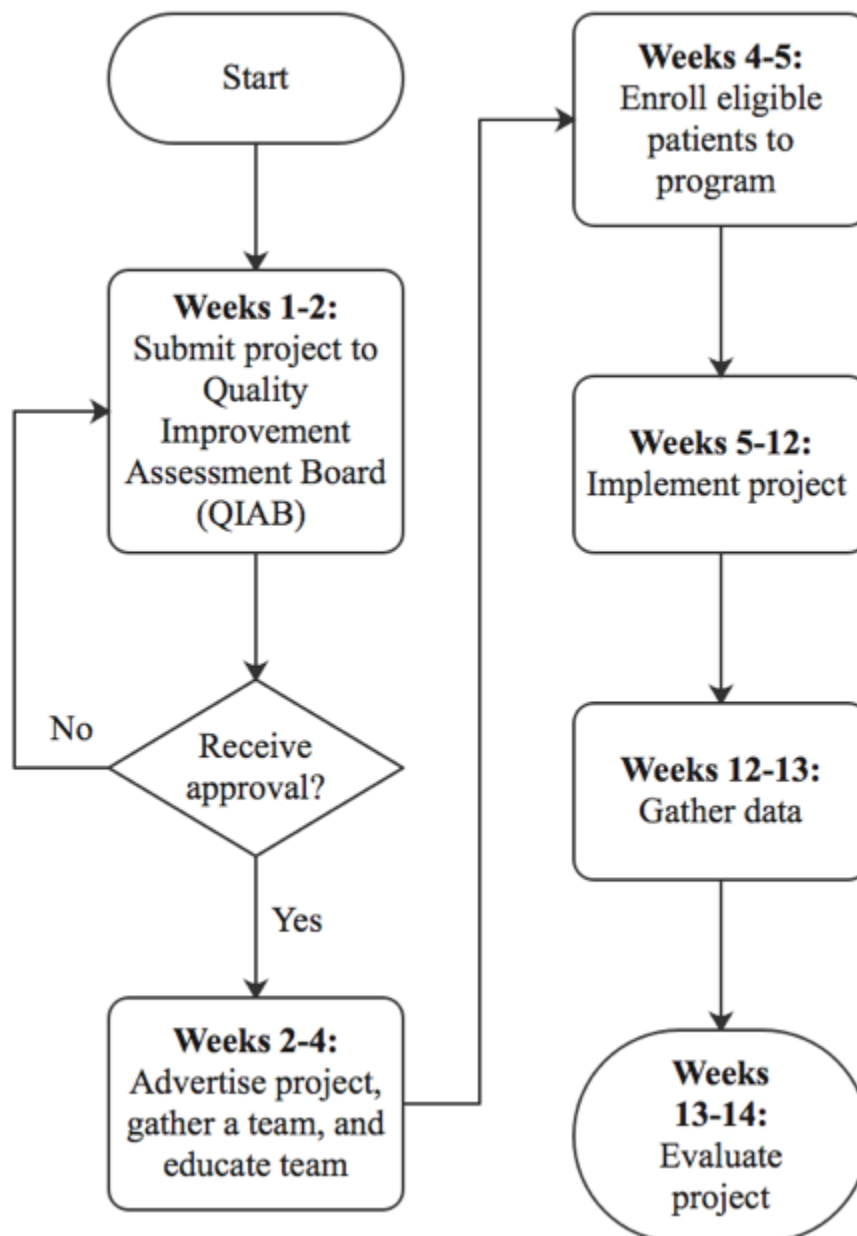 Start
Weeks 1-2:
Submit project to
Quality
Improvement
Assessment Board
(QIAB)
Receive
approval?
No
Yes
Weeks 2-4:
Advertise project,
gather a team, and
educate team
Weeks 4-5:
Enroll eligible
patients to
program
Weeks 5-12:
Implement project
Weeks 12-13:
Gather data
Weeks
13-14:
Evaluate
project